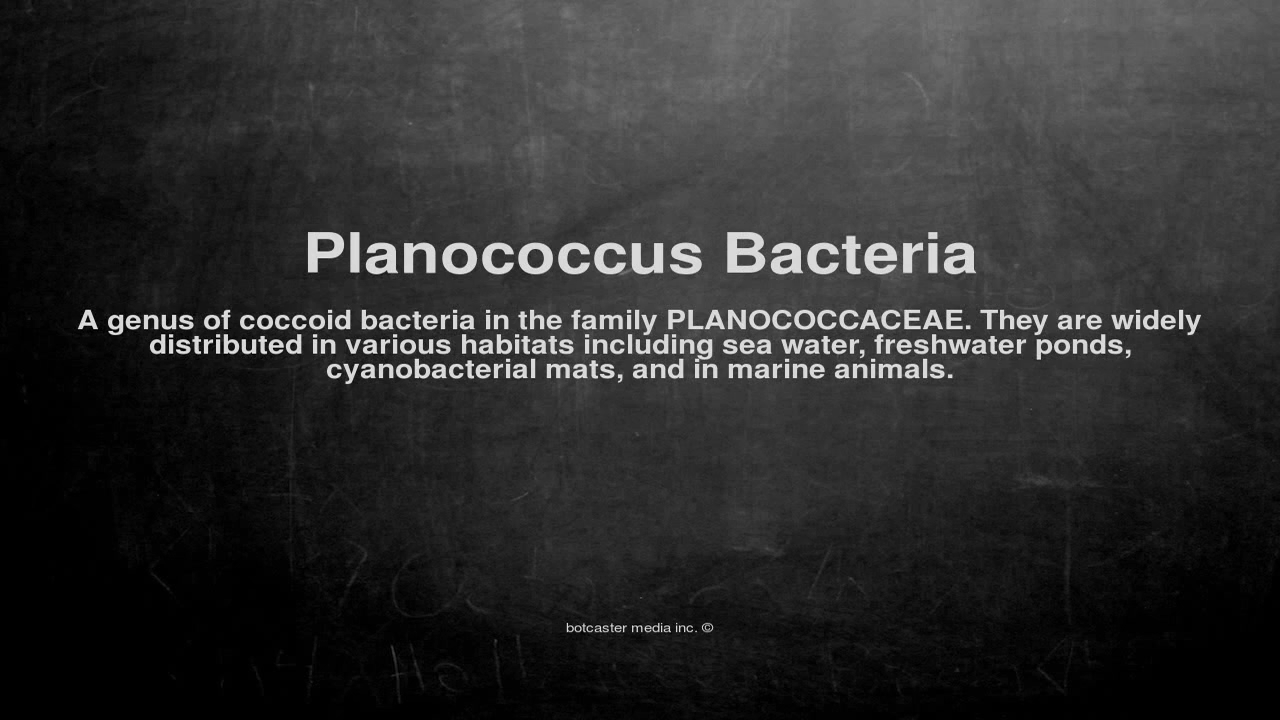 Planococcus Bacteria
A genus of coccoid bacteria in the family PLANOCOCCACEAE. They are widely
distributed in various habitats including sea water, freshwater ponds,
cyanobacterial mats, and in marine animals.
botcaster media inc. ©